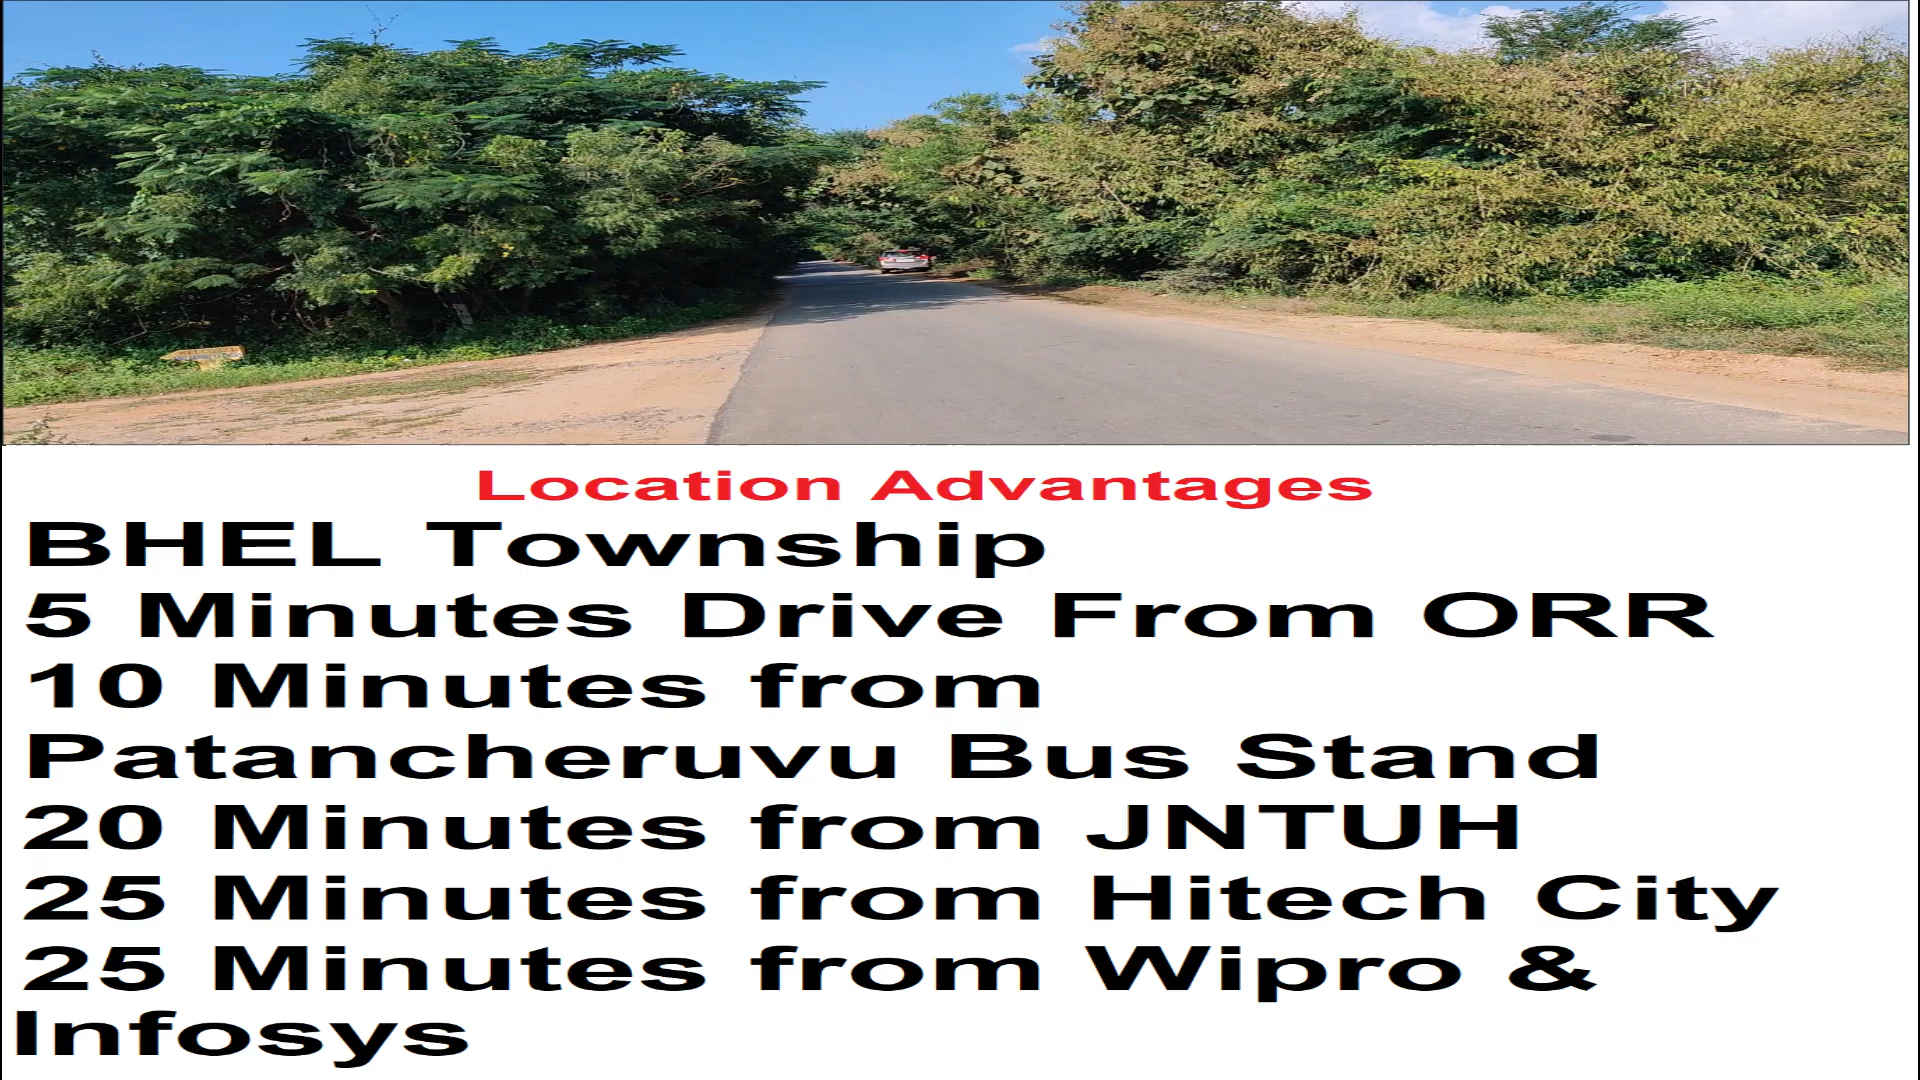 Location Advantages
BHEL Township
5 Minutes Drive From ORR
10 Minutes from
Patancheruvu Bus Stand
20 Minutes from JNTUH
25 Minutes from Hitech City
25 Minutes from Wipro &
Infosys